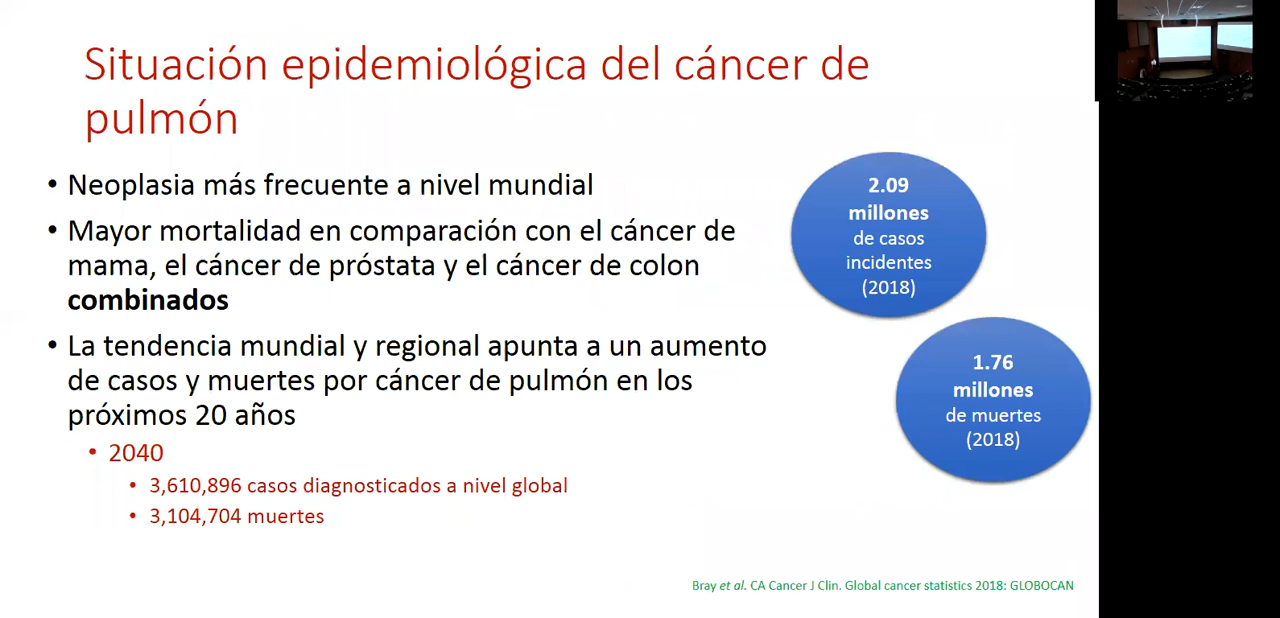 Situación epidemiológica del cáncer de
pulmón
• Neoplasia más frecuente a nivel mundial
• Mayor mortalidad en comparación con el cáncer de
mama, el cáncer de próstata y el cáncer de colon
combinados
• La tendencia mundial y regional apunta a un aumento
de casos y muertes por cáncer de pulmón en los
próximos 20 años
• 2040
• 3,610,896 casos diagnosticados a nivel global
• 3,104,704 muertes
2.09
millones
de casos
incidentes
(2018)
1.76
millones
de muertes
(2018)
Bray et al. CA Cancer J Clin. Global cancer statistics 2018: GLOBOCAN